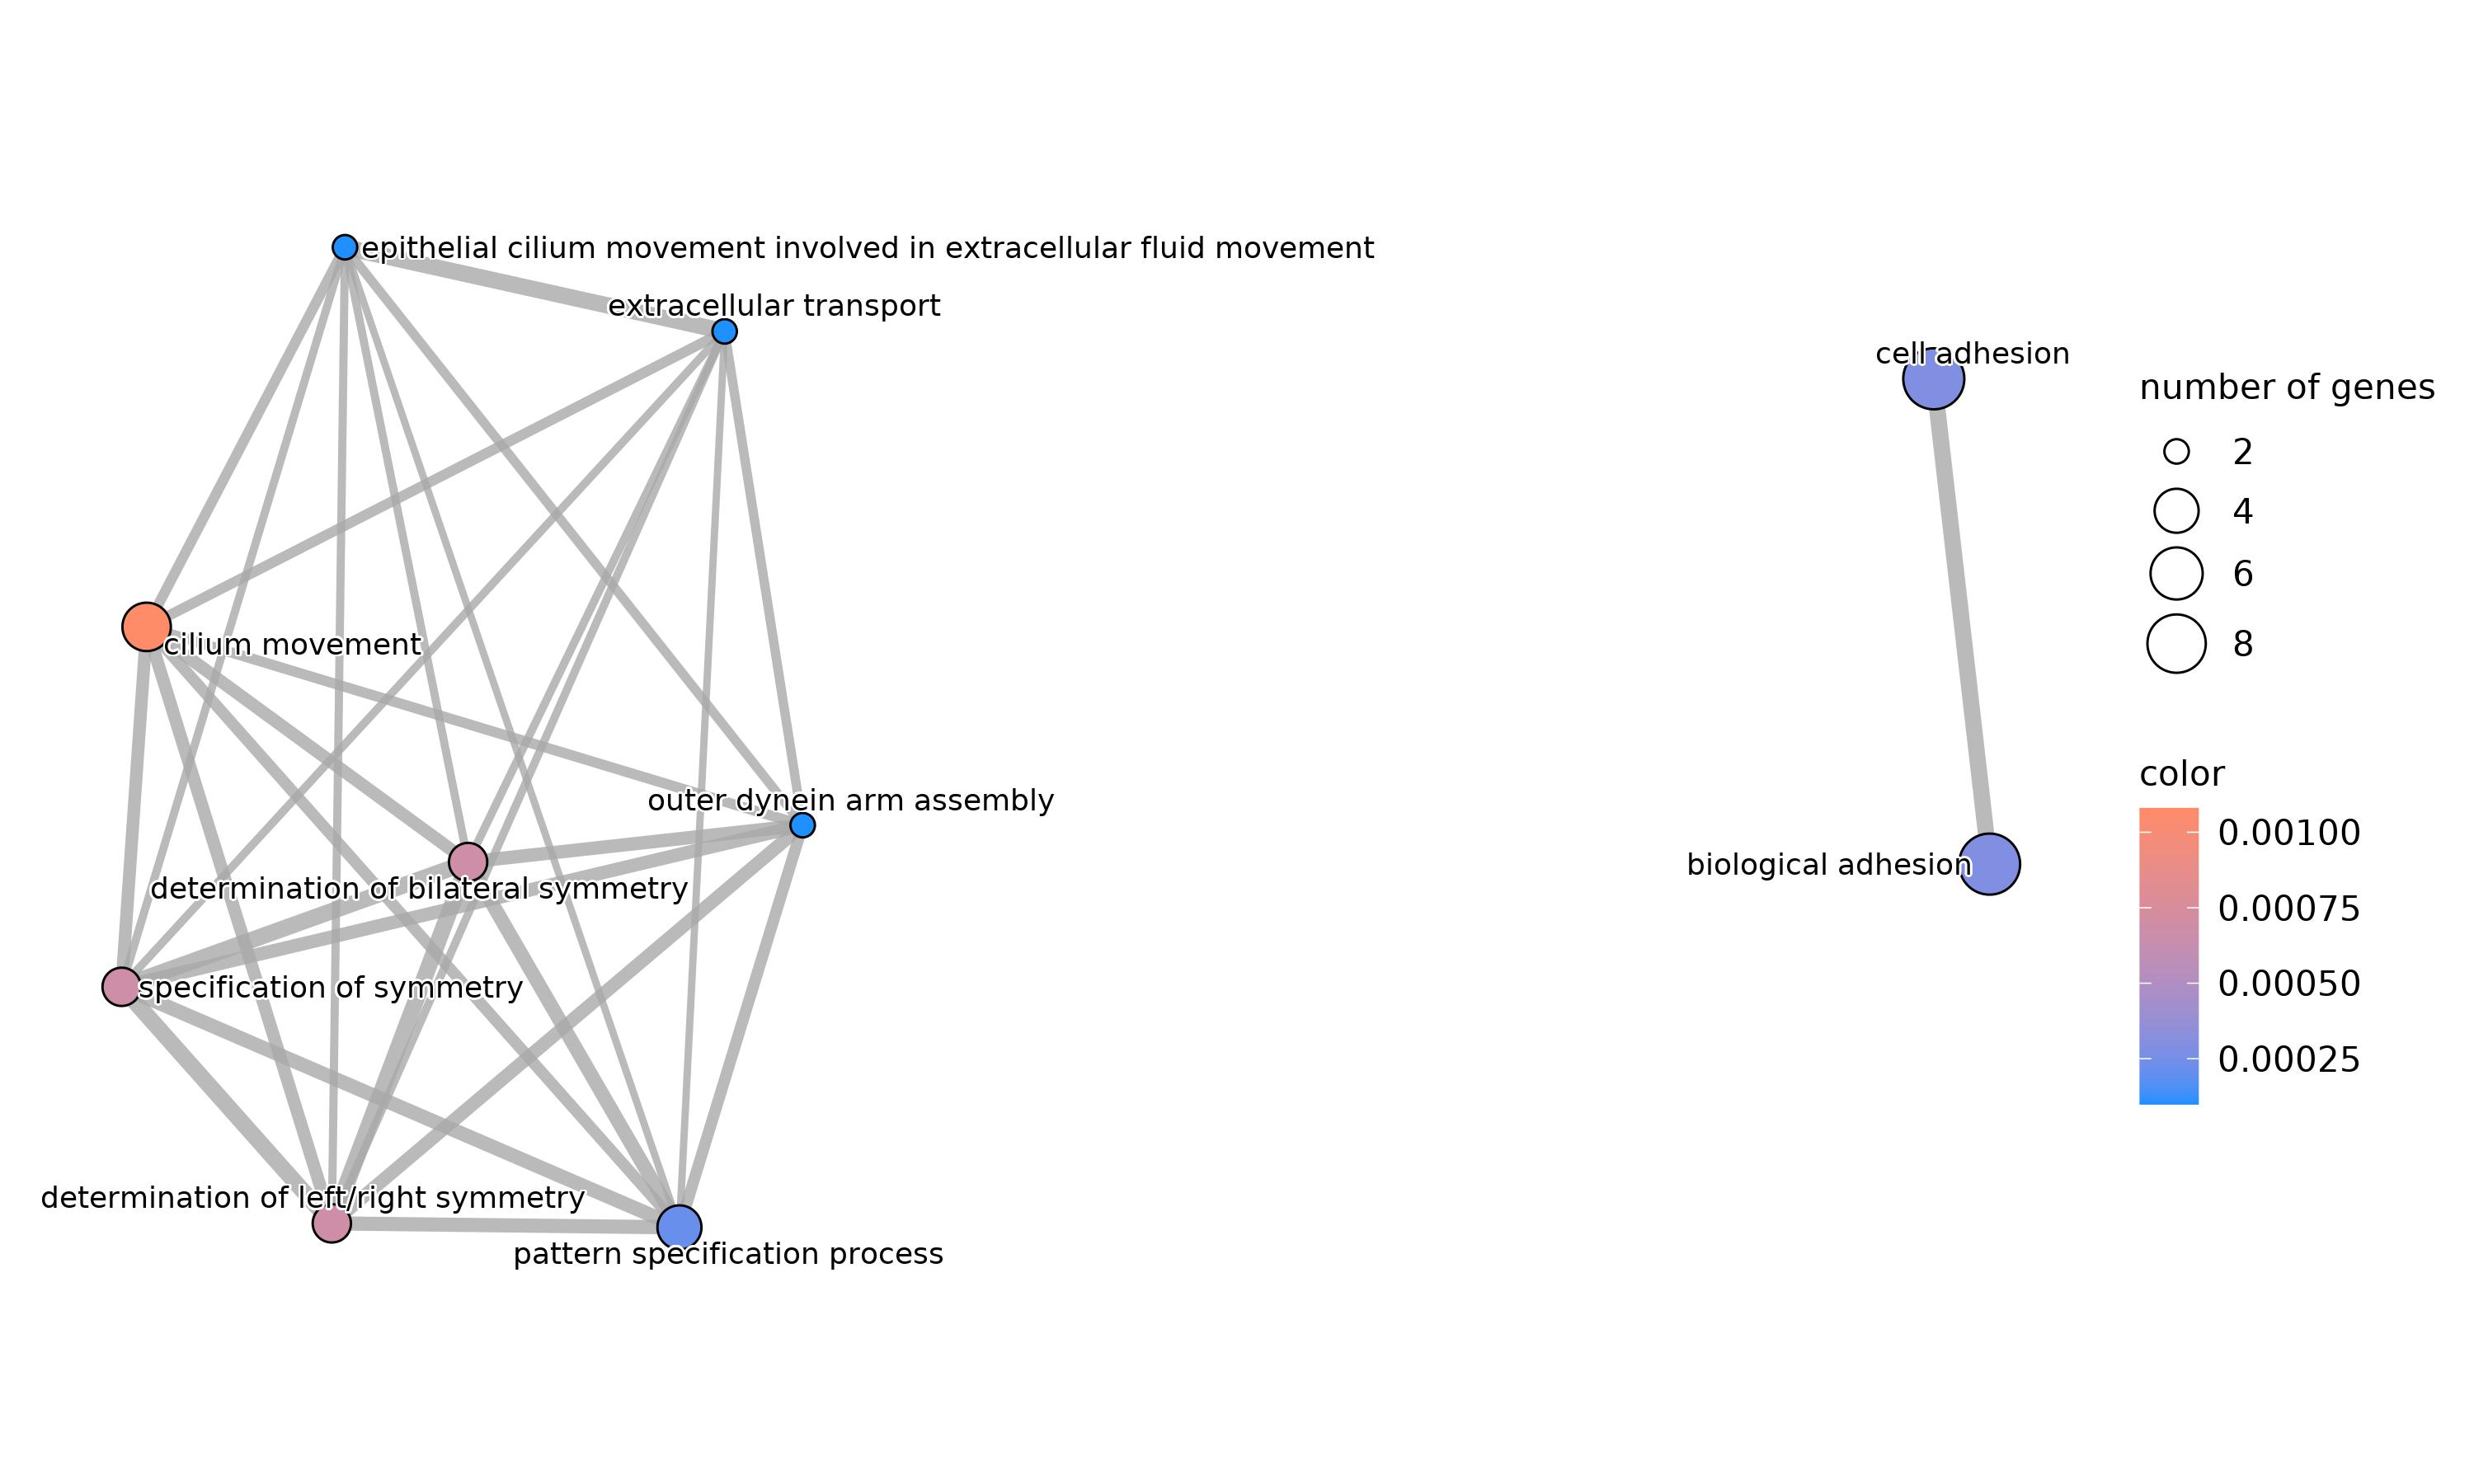 epithelial cilium movement involved in extracellular fluid movement
extracellular transport
cilium movement
outer dynein arm assembly
determination of bilateral symmetry
specification of symmetry
determination of left/right symmetry
pattern specification process
cell adhesion
biological adhesion
number of genes
2
4
6
8
color
0.00100
0.00075
0.00050
0.00025